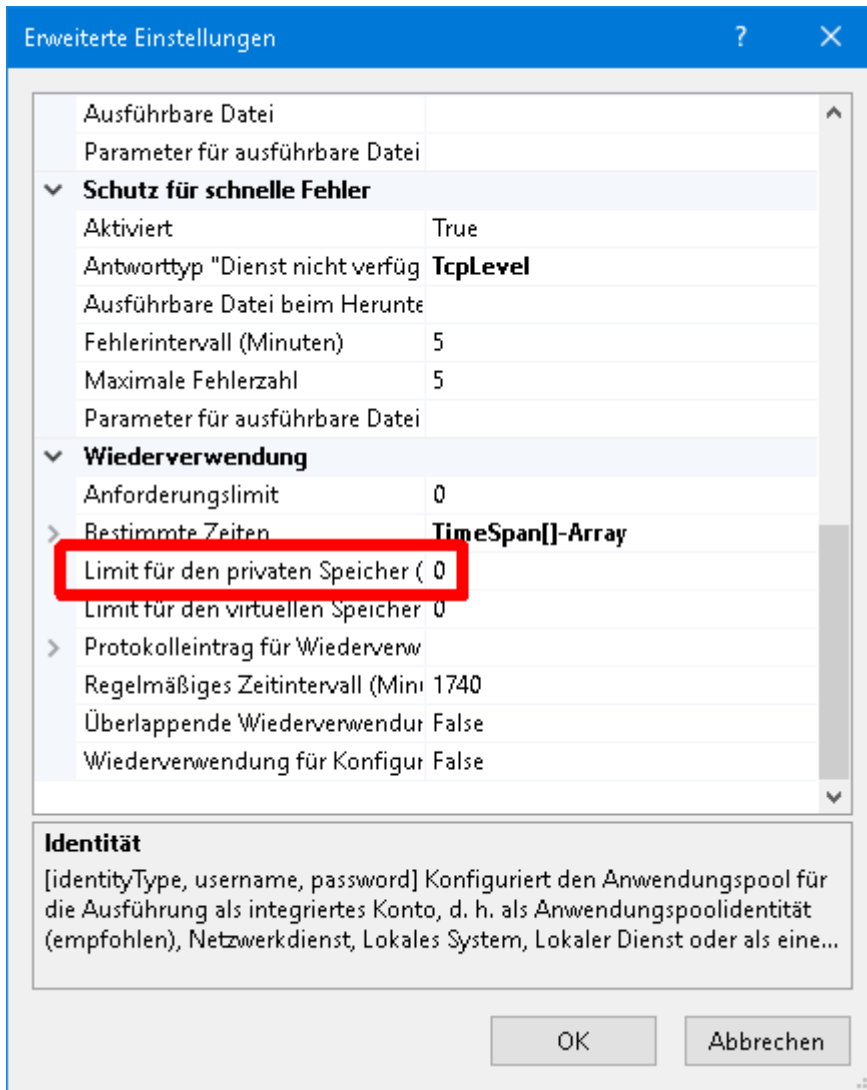 Erweiterte Einstellungen ?
Ausführbare Datei
Parameter für ausführbare Datei
Schutz für schnelle Fehler
Aktiviert True
Antworttyp "Dienst nicht verfüg TcpLevel
Ausführbare Datei beim Herunte
Fehlerintervall (Minuten) 5
Maximale Fehlerzahl 5
Parameter für ausführbare Datei
Wiederverwendung
Anforderungslimit 0
Bestimmte Zeiten TimeSpan[]-Array
Limit für den privaten Speicher ( 0
Limit für den virtuellen Speicher 0
Protokolleintrag für Wiederverw
Regelmäßiges Zeitintervall (Minu 1740
Überlappende Wiederverwendun False
Wiederverwendung für Konfigur False
Identität
[identityType, username, password] Konfiguriert den Anwendungspool für
die Ausführung als integriertes Konto, d. h. als Anwendungspoolidentität
(empfohlen), Netzwerkdienst, Lokales System, Lokaler Dienst oder als eine...
OK Abbrechen